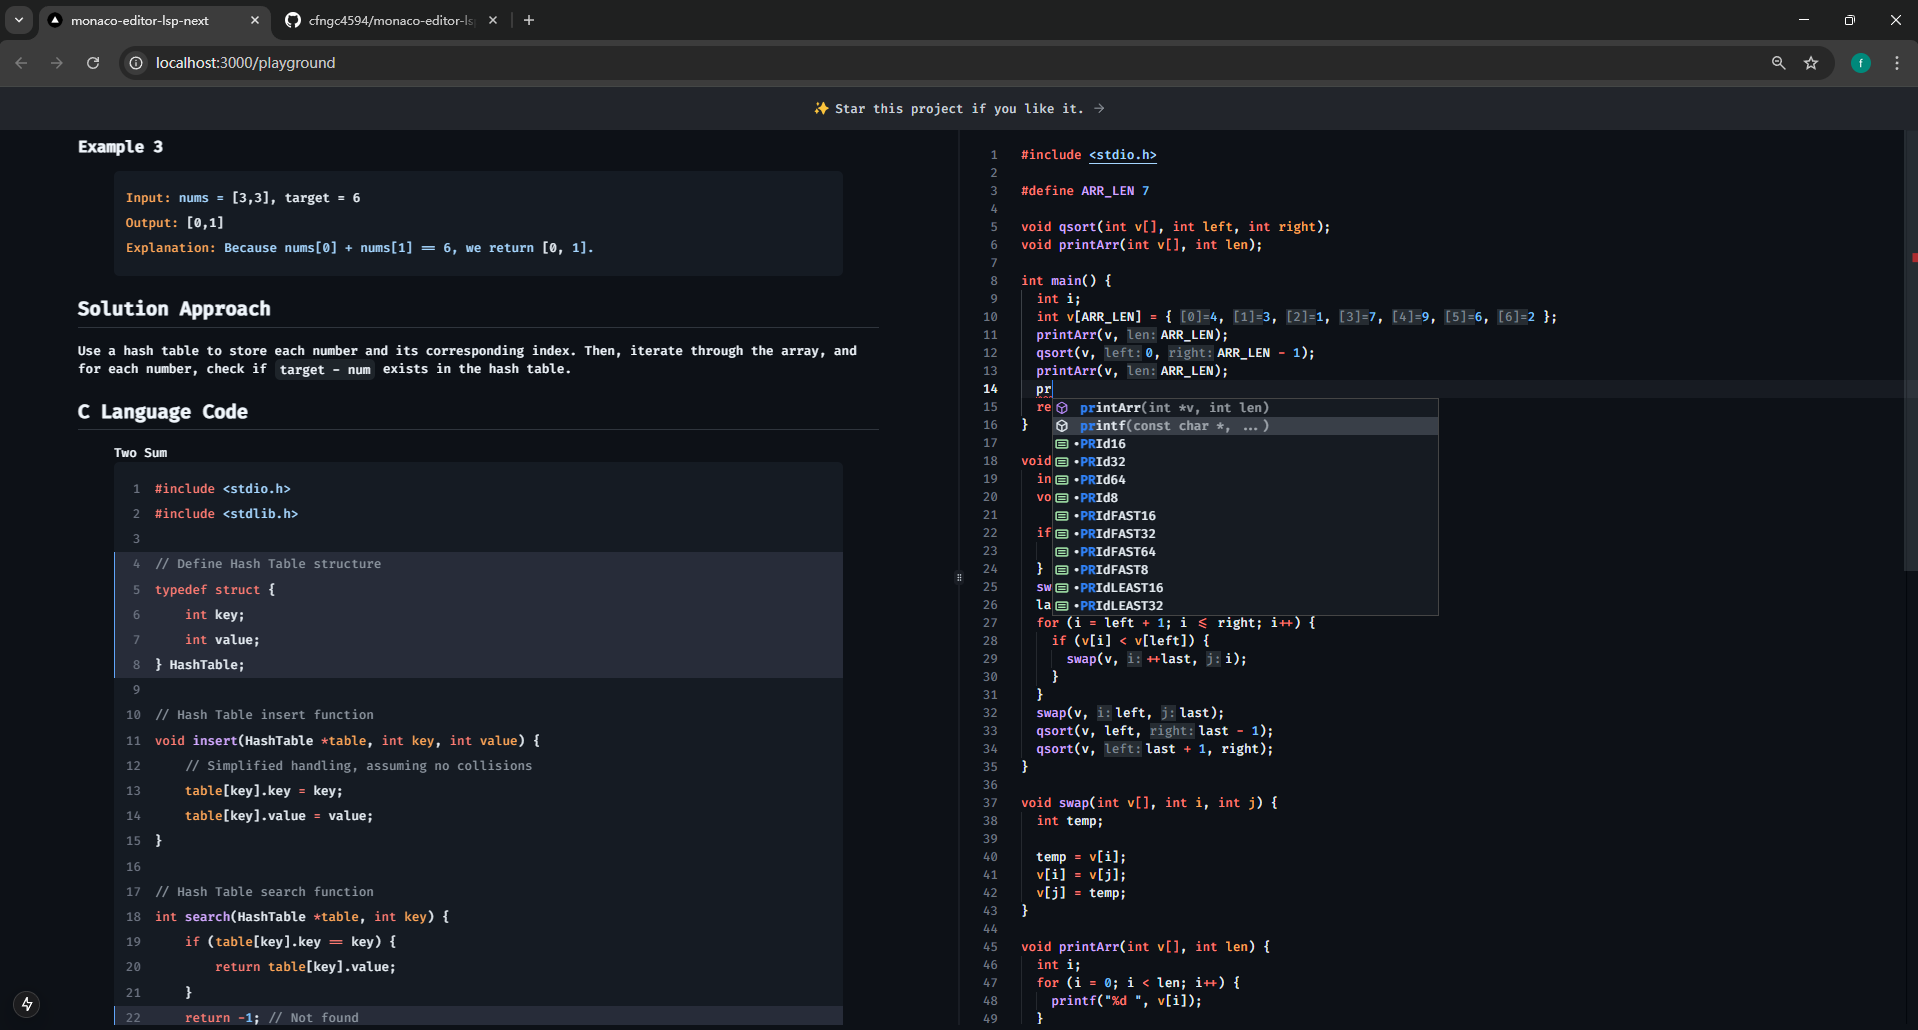 monaco-editor-lsp-next
cfngc4594/monaco-editor-ls
localhost:3000/playground
f
✨ Star this project if you like it. →
Example 3
Input: nums = [3,3], target = 6
Output: [0,1]
Explanation: Because nums[0] + nums[1] == 6, we return [0, 1].
Solution Approach
Use a hash table to store each number and its corresponding index. Then, iterate through the array, and
for each number, check if target - num exists in the hash table.
C Language Code
Two Sum
1 #include <stdio.h>
2 #include <stdlib.h>
3
4 // Define Hash Table structure
5 typedef struct {
6     int key;
7     int value;
8 } HashTable;
9
10 // Hash Table insert function
11 void insert(HashTable *table, int key, int value) {
12     // Simplified handling, assuming no collisions
13     table[key].key = key;
14     table[key].value = value;
15 }
16
17 // Hash Table search function
18 int search(HashTable *table, int key) {
19     if (table[key].key == key) {
20         return table[key].value;
21     }
22     return -1; // Not found
1 #include <stdio.h>
2
3 #define ARR_LEN 7
4
5 void qsort(int v[], int left, int right);
6 void printArr(int v[], int len);
7
8 int main() {
9   int i;
10   int v[ARR_LEN] = { [0]=4, [1]=3, [2]=1, [3]=7, [4]=9, [5]=6, [6]=2 };
11   printArr(v, len: ARR_LEN);
12   qsort(v, left: 0, right: ARR_LEN - 1);
13   printArr(v, len: ARR_LEN);
14   pr
15   re
16 }
17
18 void
19   in
20   vo
21
22   if
23
24   }
25   sw
26   la
printArr(int *v, int len)
printf(const char *, ...)
•PRId16
•PRId32
•PRId64
•PRId8
•PRIdFAST16
•PRIdFAST32
•PRIdFAST64
•PRIdFAST8
•PRIdLEAST16
•PRIdLEAST32
27   for (i = left + 1; i <= right; i++) {
28     if (v[i] < v[left]) {
29       swap(v, i: ++last, j: i);
30     }
31   }
32   swap(v, i: left, j: last);
33   qsort(v, left, right: last - 1);
34   qsort(v, left: last + 1, right);
35 }
36
37 void swap(int v[], int i, int j) {
38   int temp;
39
40   temp = v[i];
41   v[i] = v[j];
42   v[j] = temp;
43 }
44
45 void printArr(int v[], int len) {
46   int i;
47   for (i = 0; i < len; i++) {
48     printf("%d ", v[i]);
49   }